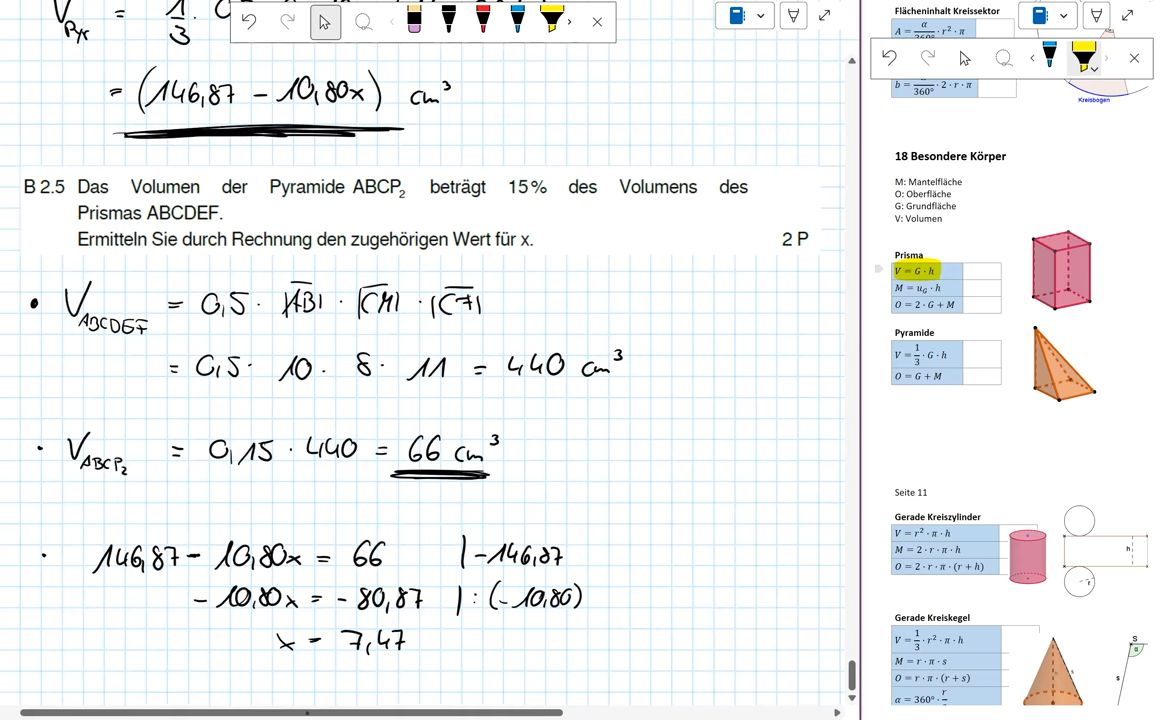 = (146,87 - 10,80x) cm³
B 2.5 Das Volumen der Pyramide ABCP₂ beträgt 15% des Volumens des
Prismas ABCDEF.
Ermitteln Sie durch Rechnung den zugehörigen Wert für x. 2 P
• V_ABCDEF = 0,5 · |AB| · |CM| · |CF|
= 0,5 · 10 · 8 · 11 = 440 cm³
· V_ABCP₂ = 0,15 · 440 = 66 cm³
· 146,87 - 10,80x = 66 | - 146,87
- 10,80x = - 80,87 | : (- 10,80)
x = 7,47
Flächeninhalt Kreissektor
b = α/360° · 2 · r · π
Kreisbogen
18 Besondere Körper
M: Mantelfläche
O: Oberfläche
G: Grundfläche
V: Volumen
Prisma
V = G · h
M = u_G · h
O = 2 · G + M
Pyramide
V = 1/3 · G · h
O = G + M
Seite 11
Gerade Kreiszylinder
V = r² · π · h
M = 2 · r · π · h
O = 2 · r · π · (r + h)
h
r
Gerade Kreiskegel
V = 1/3 · r² · π · h
M = r · π · s
O = r · π · (r + s)
α = 360° · r
S
α
s